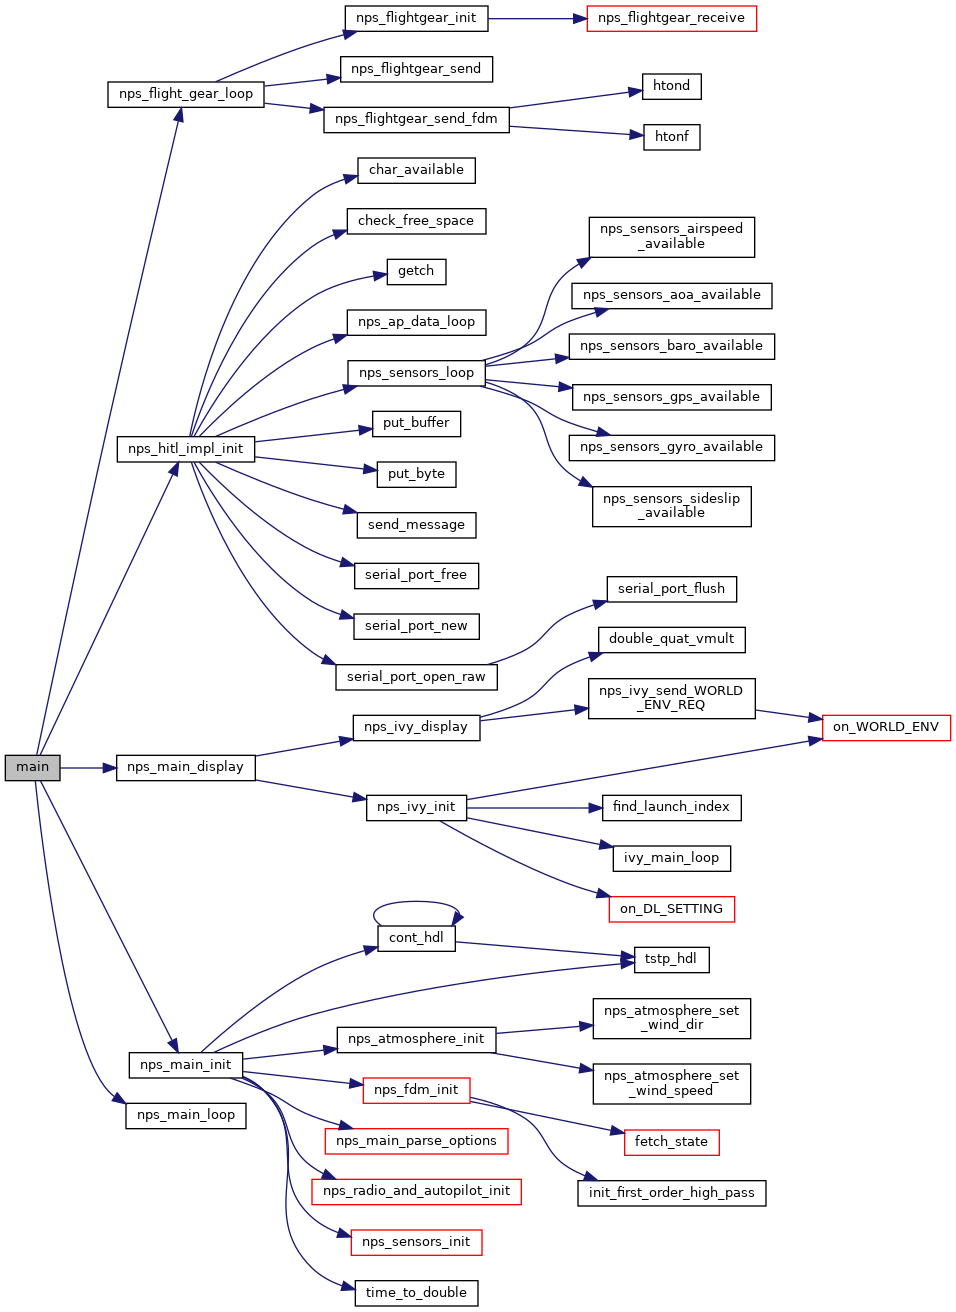 nps_flightgear_init
nps_flightgear_receive
nps_flightgear_send
nps_flight_gear_loop
nps_flightgear_send_fdm
htond
htonf
char_available
check_free_space
getch
nps_ap_data_loop
nps_sensors_loop
nps_sensors_airspeed
_available
nps_sensors_aoa_available
nps_sensors_baro_available
nps_sensors_gps_available
nps_sensors_gyro_available
nps_sensors_sideslip
_available
nps_hitl_impl_init
put_buffer
put_byte
send_message
serial_port_free
serial_port_new
serial_port_open_raw
serial_port_flush
double_quat_vmult
nps_ivy_send_WORLD
_ENV_REQ
on_WORLD_ENV
nps_ivy_display
main
nps_main_display
nps_ivy_init
find_launch_index
ivy_main_loop
on_DL_SETTING
cont_hdl
tstp_hdl
nps_atmosphere_set
_wind_dir
nps_atmosphere_init
nps_main_init
nps_atmosphere_set
_wind_speed
nps_fdm_init
nps_main_loop
nps_main_parse_options
fetch_state
nps_radio_and_autopilot_init
init_first_order_high_pass
nps_sensors_init
time_to_double